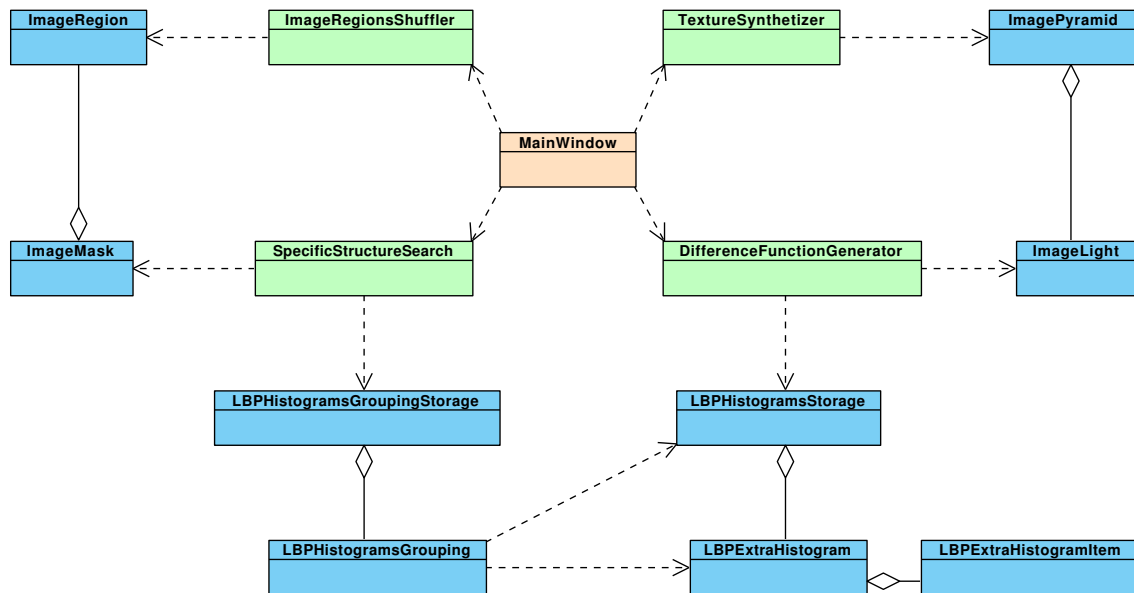 ImageRegion
ImageRegionsShuffler
TextureSynthetizer
ImagePyramid
MainWindow
ImageMask
SpecificStructureSearch
DifferenceFunctionGenerator
ImageLight
LBPHistogramsGroupingStorage
LBPHistogramsStorage
LBPHistogramsGrouping
LBPExtraHistogram
LBPExtraHistogramItem